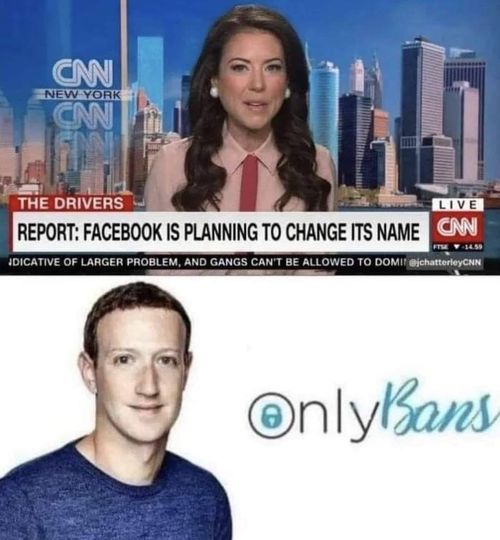 CNN
NEW YORK
CNN
THE DRIVERS
LIVE
REPORT: FACEBOOK IS PLANNING TO CHANGE ITS NAME
CNN
FTSE ▼ -14.59
DICATIVE OF LARGER PROBLEM, AND GANGS CAN'T BE ALLOWED TO DOMI
@jchatterleyCNN
OnlyBans